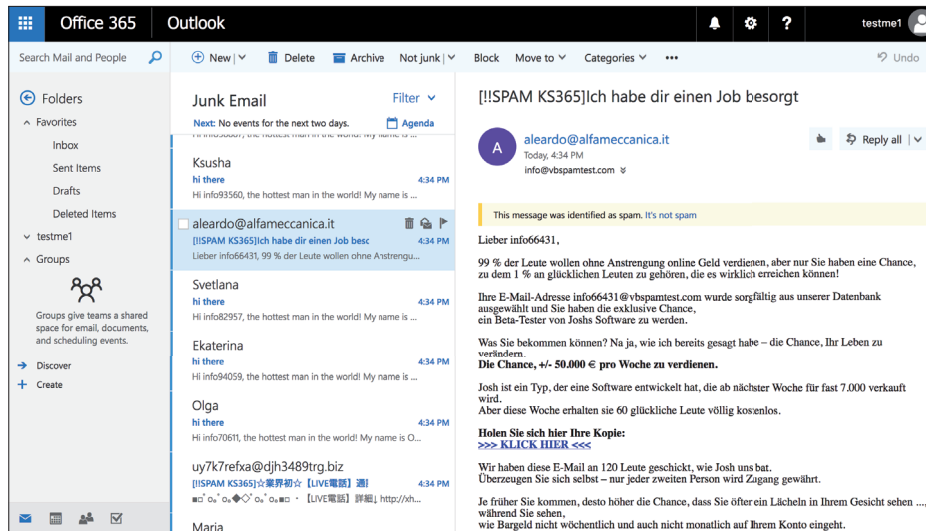 Office 365
Outlook
testme1
Search Mail and People
New
Delete
Archive
Not junk
Block
Move to
Categories
•••
Undo
Folders
Favorites
Inbox
Sent Items
Drafts
Deleted Items
testme1
Groups
Groups give teams a shared
space for email, documents,
and scheduling events.
Discover
Create
Junk Email
Filter
Next: No events for the next two days.
Agenda
Ksusha
hi there
4:34 PM
Hi info93560, the hottest man in the world! My name is ...
aleardo@alfameccanica.it
[!!SPAM KS365]Ich habe dir einen Job besc
4:34 PM
Lieber info66431, 99 % der Leute wollen ohne Anstrengu...
Svetlana
hi there
4:34 PM
Hi info82957, the hottest man in the world! My name is ...
Ekaterina
hi there
4:34 PM
Hi info94059, the hottest man in the world! My name is ...
Olga
hi there
4:34 PM
Hi info70611, the hottest man in the world! My name is O...
uy7k7refxa@djh3489trg.biz
[!!SPAM KS365]☆業界初☆【LIVE電話】通
4:34 PM
【LIVE電話】詳細↓ http://xh...
Maria
[!!SPAM KS365]Ich habe dir einen Job besorgt
A
aleardo@alfameccanica.it
Today, 4:34 PM
info@vbspamtest.com
Reply all
This message was identified as spam. It's not spam
Lieber info66431,
99 % der Leute wollen ohne Anstrengung online Geld verdienen, aber nur Sie haben eine Chance,
zu dem 1 % an glücklichen Leuten zu gehören, die es wirklich erreichen können!
Ihre E-Mail-Adresse info66431@vbspamtest.com wurde sorgfältig aus unserer Datenbank
ausgewählt und Sie haben die exklusive Chance,
ein Beta-Tester von Joshs Software zu werden.
Was Sie bekommen können? Na ja, wie ich bereits gesagt habe – die Chance, Ihr Leben zu
verändern.
Die Chance, +/- 50.000 € pro Woche zu verdienen.
Josh ist ein Typ, der eine Software entwickelt hat, die ab nächster Woche für fast 7.000 verkauft
wird.
Aber diese Woche erhalten sie 60 glückliche Leute völlig kostenlos.
Holen Sie sich hier Ihre Kopie:
>>> KLICK HIER <<<
Wir haben diese E-Mail an 120 Leute geschickt, wie Josh uns bat.
Überzeugen Sie sich selbst – nur jeder zweiten Person wird Zugang gewährt.
Je früher Sie kommen, desto höher die Chance, dass Sie öfter ein Lächeln in Ihrem Gesicht sehen ...,
während Sie sehen,
wie Bargeld nicht wöchentlich und auch nicht monatlich auf Ihrem Konto eingeht.